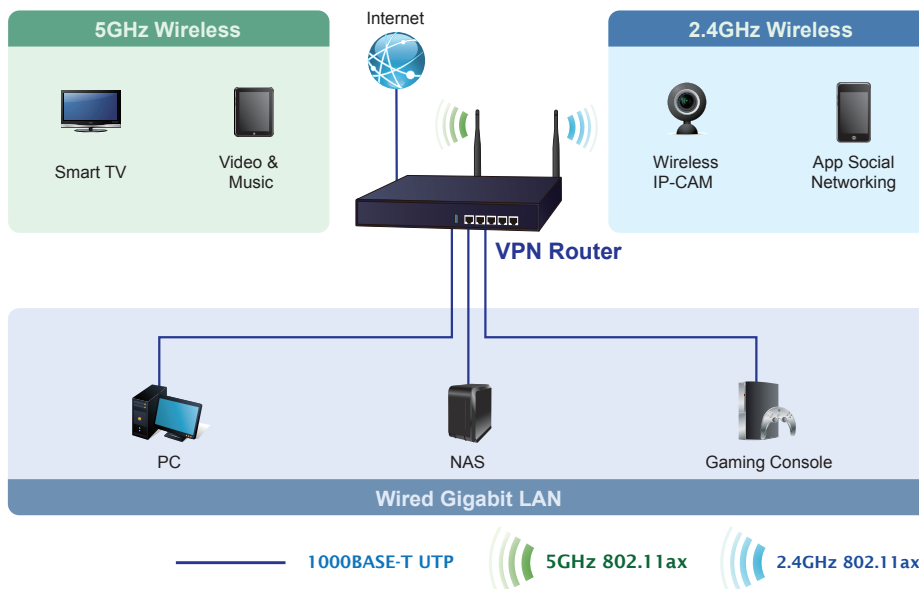 5GHz Wireless
Internet
2.4GHz Wireless
Smart TV
Video &
Music
Wireless
IP-CAM
App Social
Networking
VPN Router
PC
NAS
Gaming Console
Wired Gigabit LAN
1000BASE-T UTP
5GHz 802.11ax
2.4GHz 802.11ax